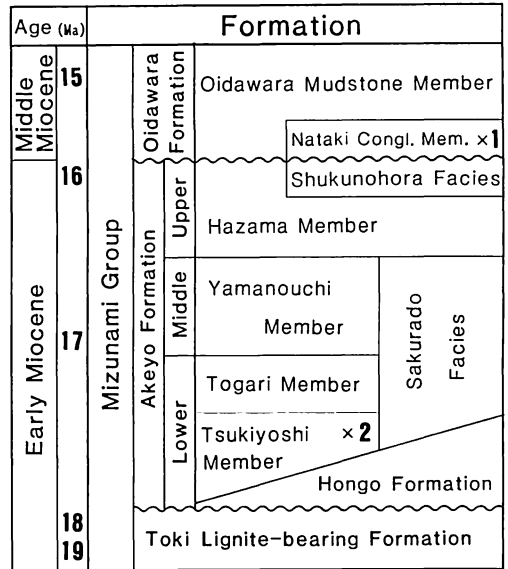 Age (Ma)
Formation
Middle
Miocene
Early Miocene
15
16
17
18
19
Mizunami Group
Oidawara
Formation
Akeyo Formation
Upper
Middle
Lower
Oidawara Mudstone Member
Nataki Congl. Mem. ×1
Shukunohora Facies
Hazama Member
Yamanouchi
Member
Sakurado
Facies
Togari Member
Tsukiyoshi ×2
Member
Hongo Formation
Toki Lignite-bearing Formation